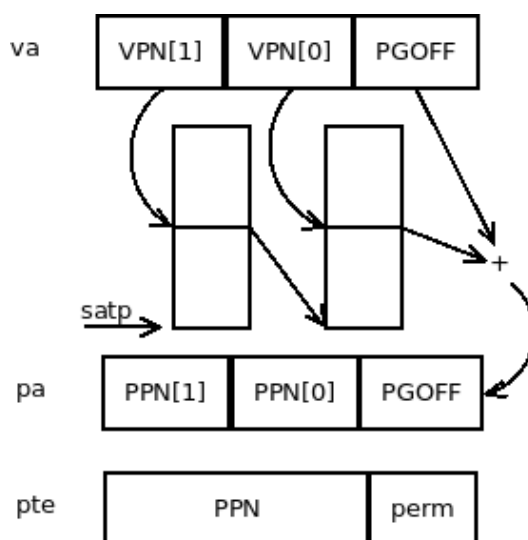 va VPN[1] VPN[0] PGOFF
+
satp
pa PPN[1] PPN[0] PGOFF
pte PPN perm